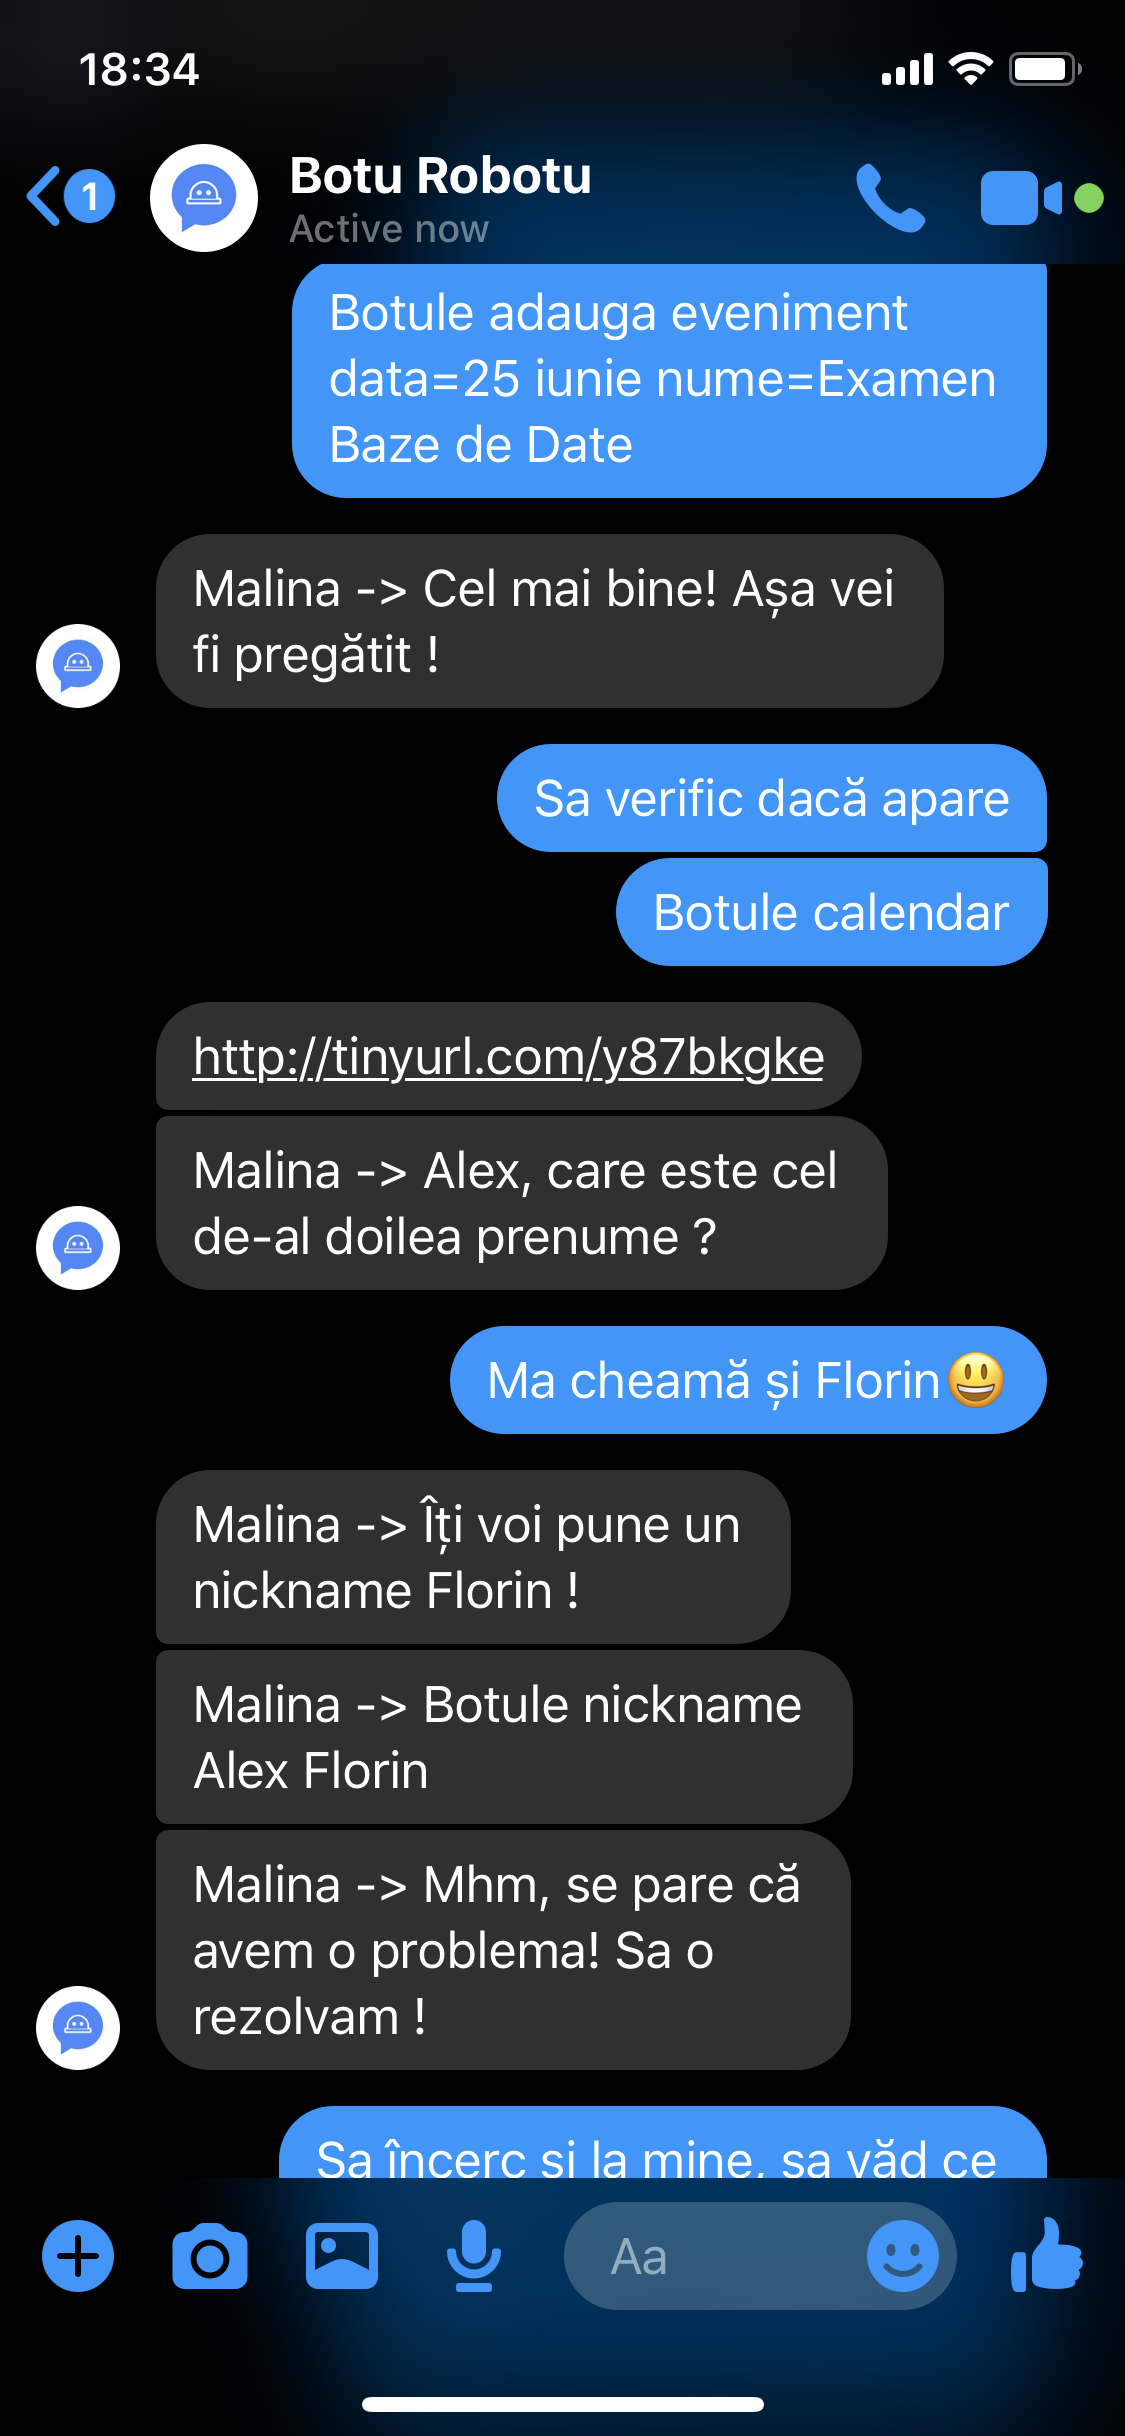 18:34
1
Botu Robotu
Active now
Botule adauga eveniment
data=25 iunie nume=Examen
Baze de Date
Malina -> Cel mai bine! Așa vei
fi pregătit !
Sa verific dacă apare
Botule calendar
http://tinyurl.com/y87bkgke
Malina -> Alex, care este cel
de-al doilea prenume ?
Ma cheamă și Florin😃
Malina -> Îți voi pune un
nickname Florin !
Malina -> Botule nickname
Alex Florin
Malina -> Mhm, se pare că
avem o problema! Sa o
rezolvam !
Sa încerc si la mine, sa văd ce
Aa